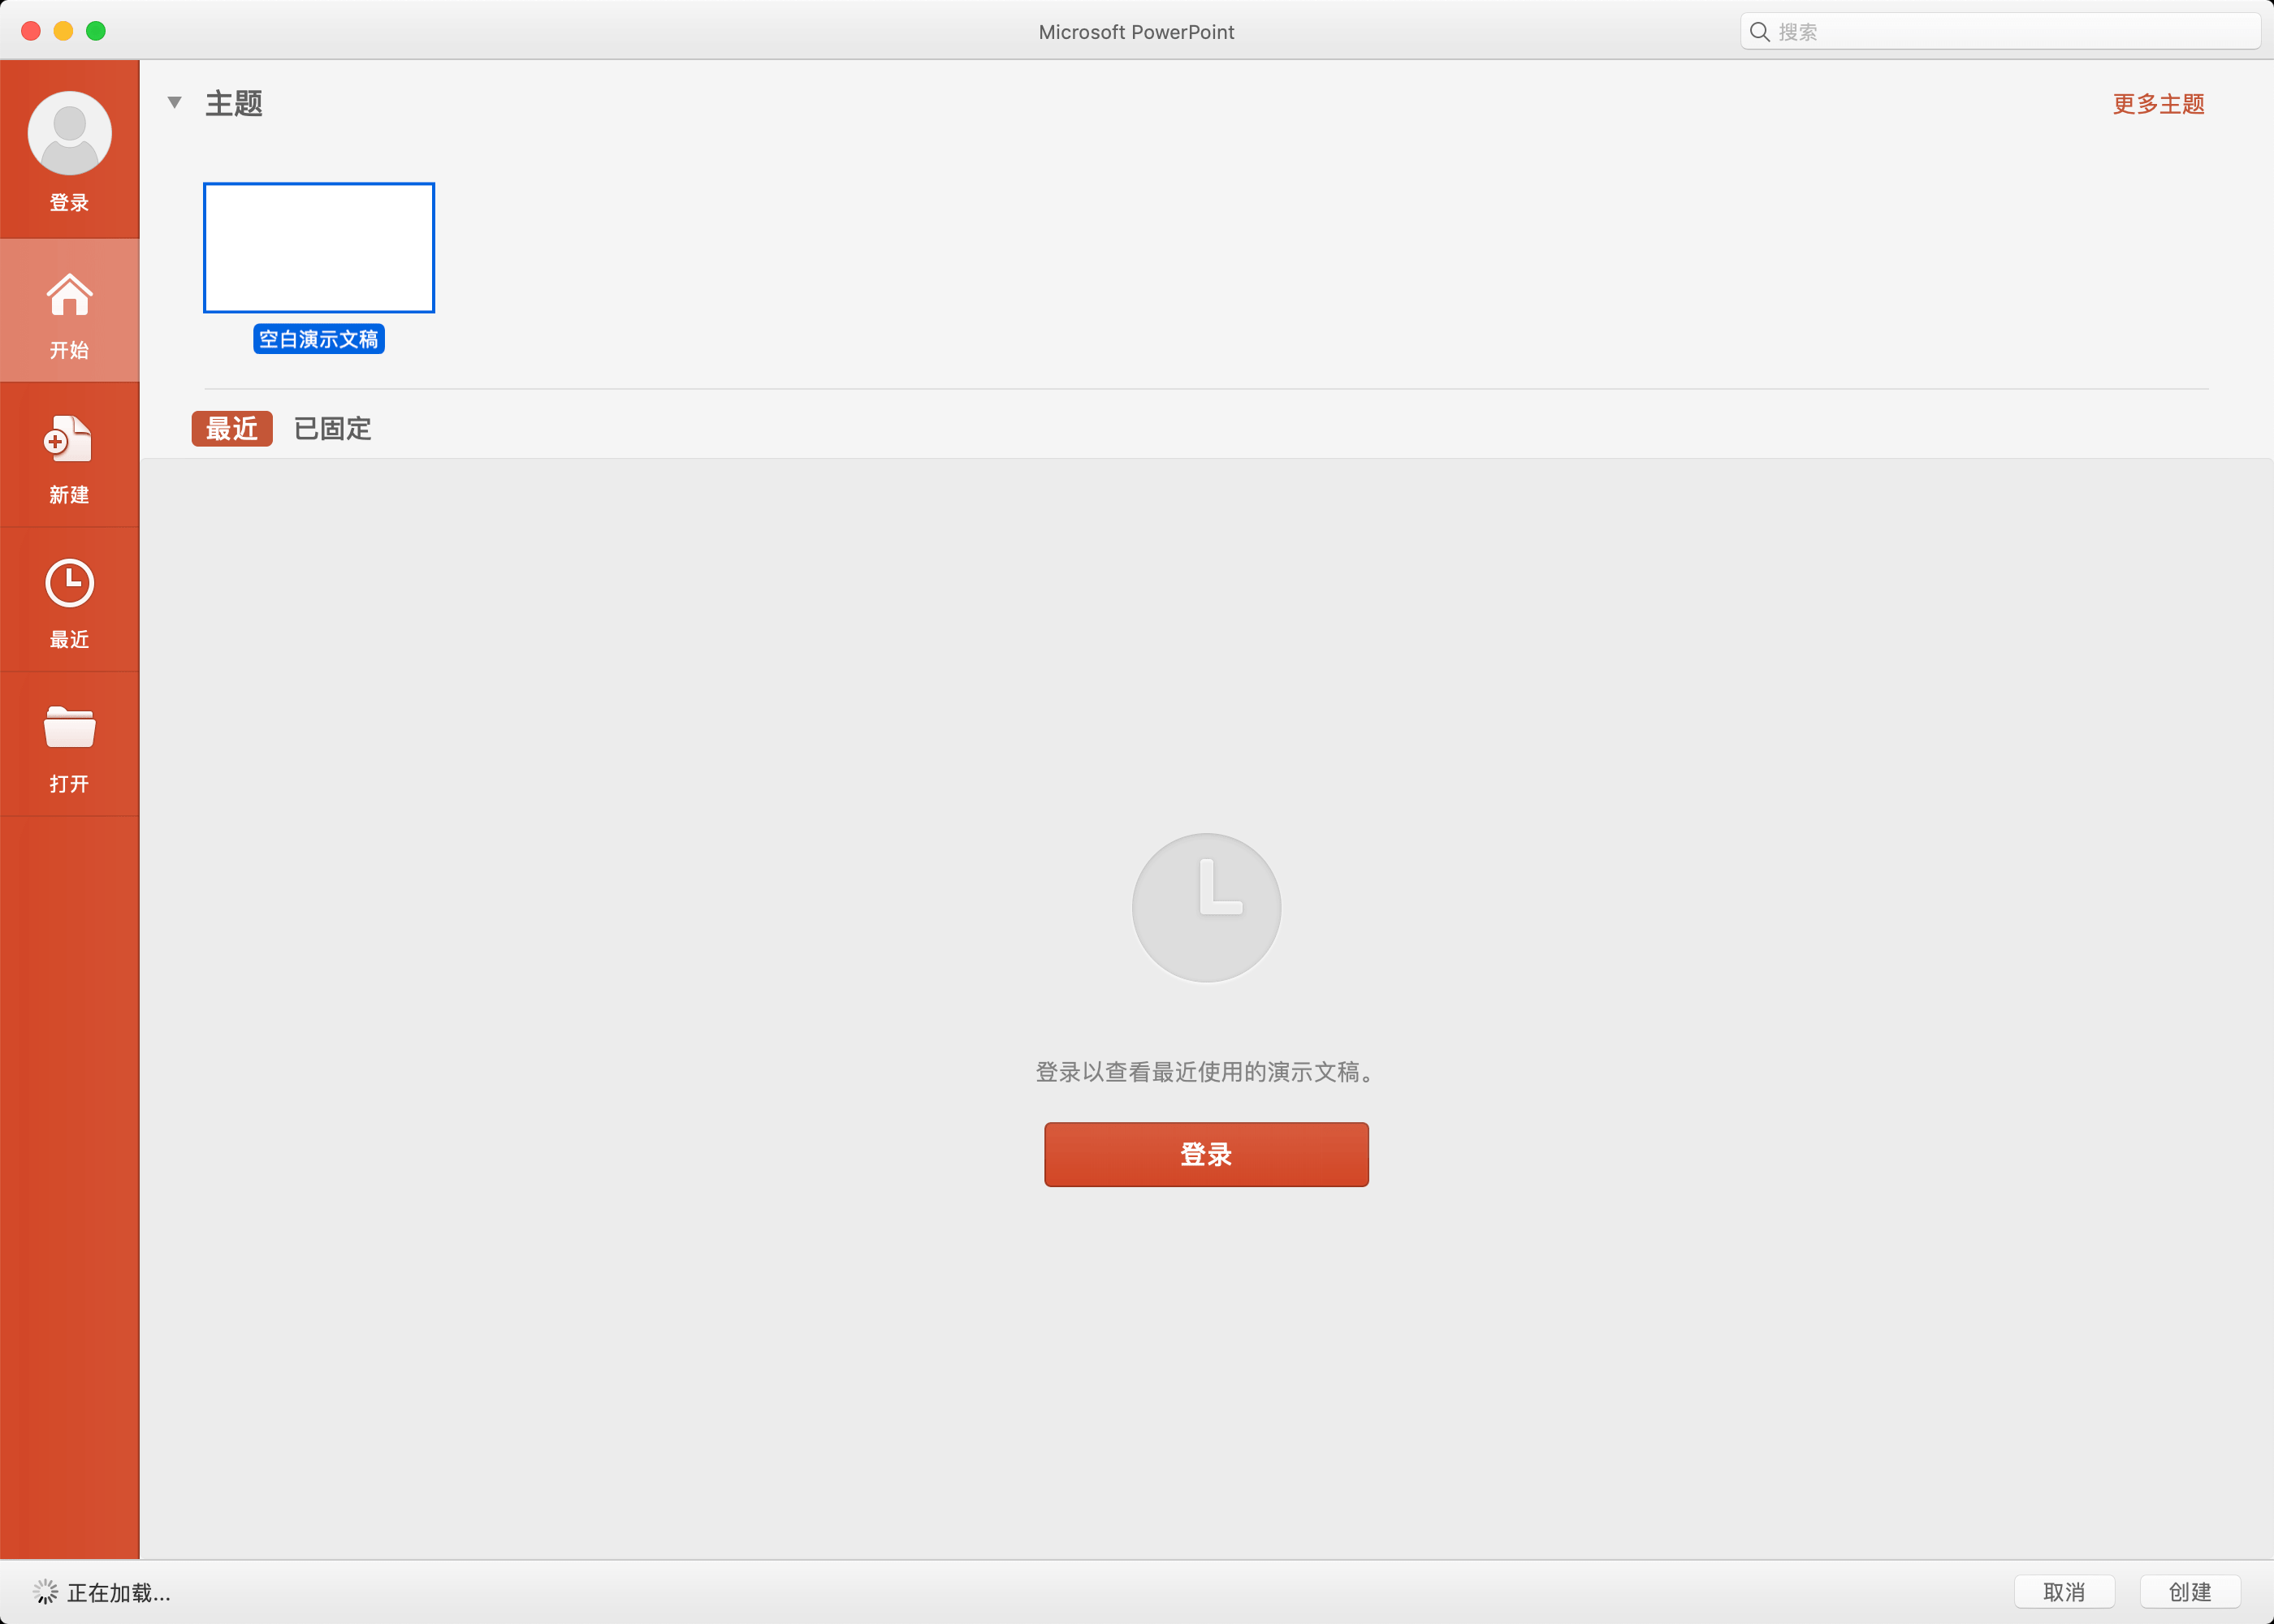 Microsoft PowerPoint
搜索
登录
开始
新建
最近
打开
主题
更多主题
空白演示文稿
最近 已固定
登录以查看最近使用的演示文稿。
登录
正在加载...
取消
创建